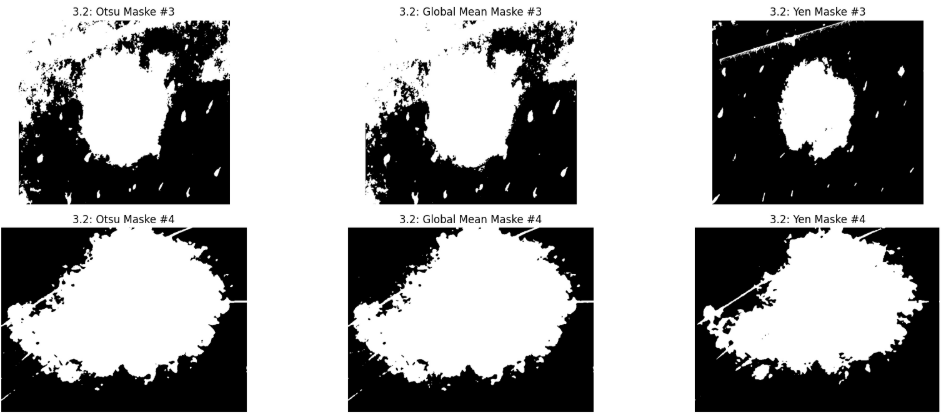 3.2: Otsu Maske #3
3.2: Global Mean Maske #3
3.2: Yen Maske #3
3.2: Otsu Maske #4
3.2: Global Mean Maske #4
3.2: Yen Maske #4